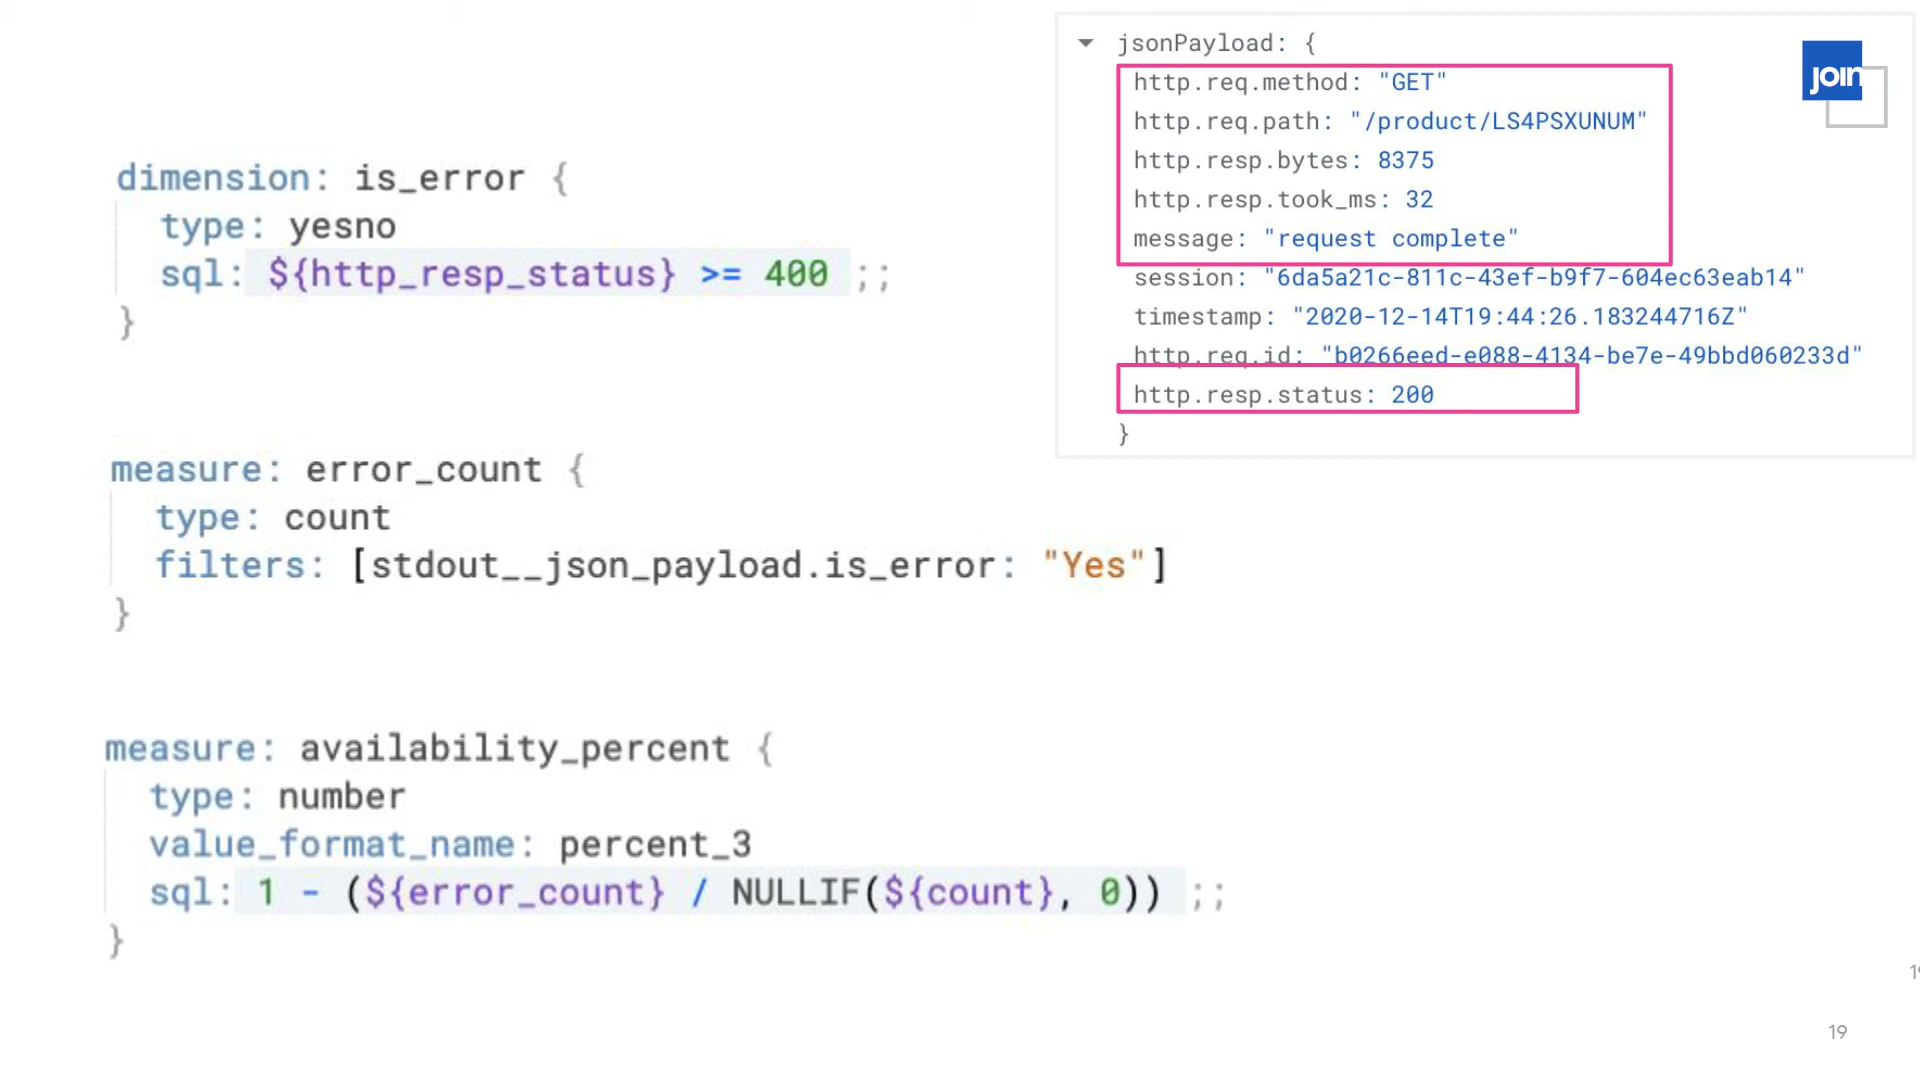 dimension: is_error {
type: yesno
sql: ${http_resp_status} >= 400 ;;
}
measure: error_count {
type: count
filters: [stdout__json_payload.is_error: "Yes"]
}
measure: availability_percent {
type: number
value_format_name: percent_3
sql: 1 - (${error_count} / NULLIF(${count}, 0)) ;;
}
jsonPayload: {
http.req.method: "GET"
http.req.path: "/product/LS4PSXUNUM"
http.resp.bytes: 8375
http.resp.took_ms: 32
message: "request complete"
session: "6da5a21c-811c-43ef-b9f7-604ec63eab14"
timestamp: "2020-12-14T19:44:26.183244716Z"
http.req.id: "b0266eed-e088-4134-be7e-49bbd060233d"
http.resp.status: 200
}
JOIN
19